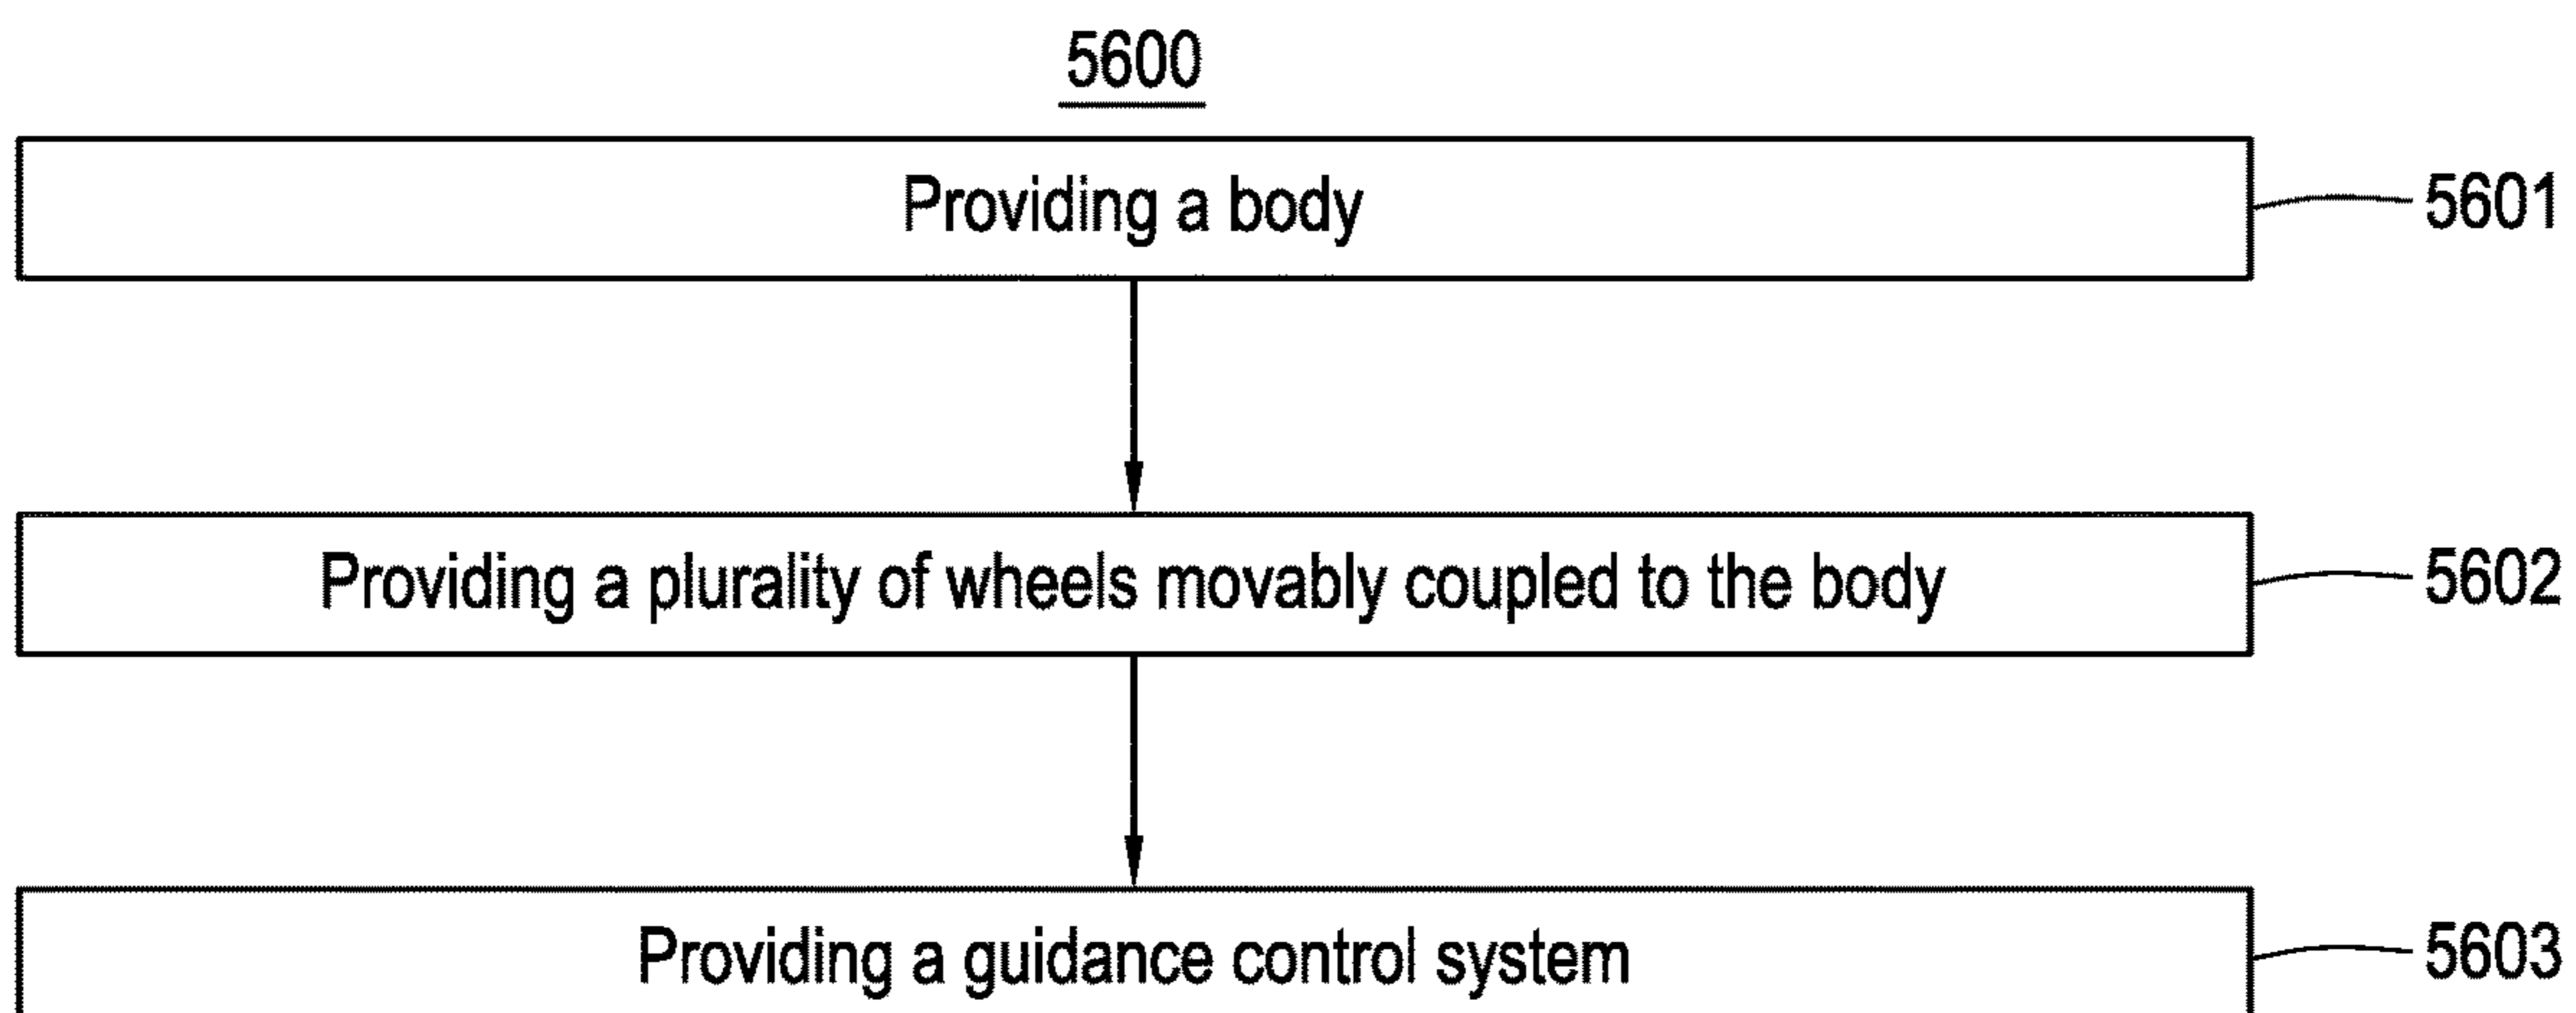 5600
Providing a body
5601
Providing a plurality of wheels movably coupled to the body
5602
Providing a guidance control system
5603